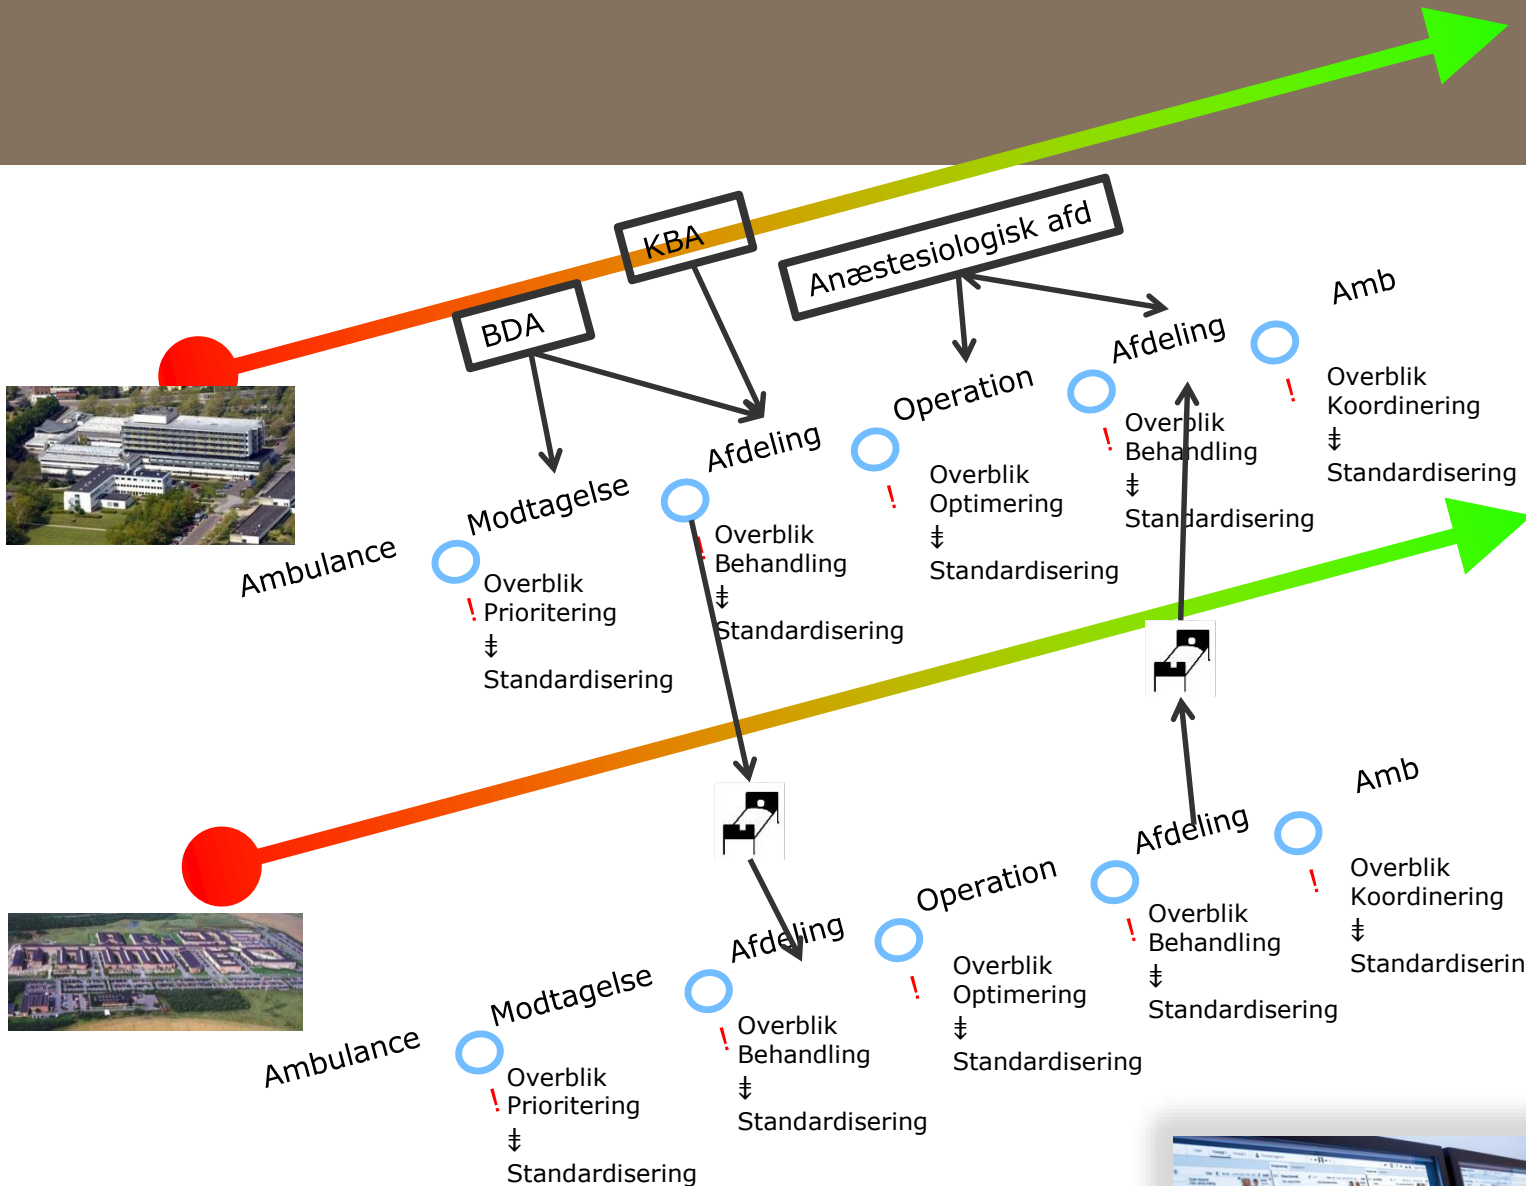 KBA
Anæstesiologisk afd
BDA
Amb
Afdeling
Operation
Afdeling
Modtagelse
Ambulance
!
Overblik
Koordinering
⇟
Standardisering
!
Overblik
Behandling
⇟
Standardisering
!
Overblik
Optimering
⇟
Standardisering
!
Overblik
Behandling
⇟
Standardisering
!
Overblik
Prioritering
⇟
Standardisering
Amb
Afdeling
Operation
Afdeling
Modtagelse
Ambulance
!
Overblik
Koordinering
⇟
Standardiserin
!
Overblik
Behandling
⇟
Standardisering
!
Overblik
Optimering
⇟
Standardisering
!
Overblik
Behandling
⇟
Standardisering
!
Overblik
Prioritering
⇟
Standardisering